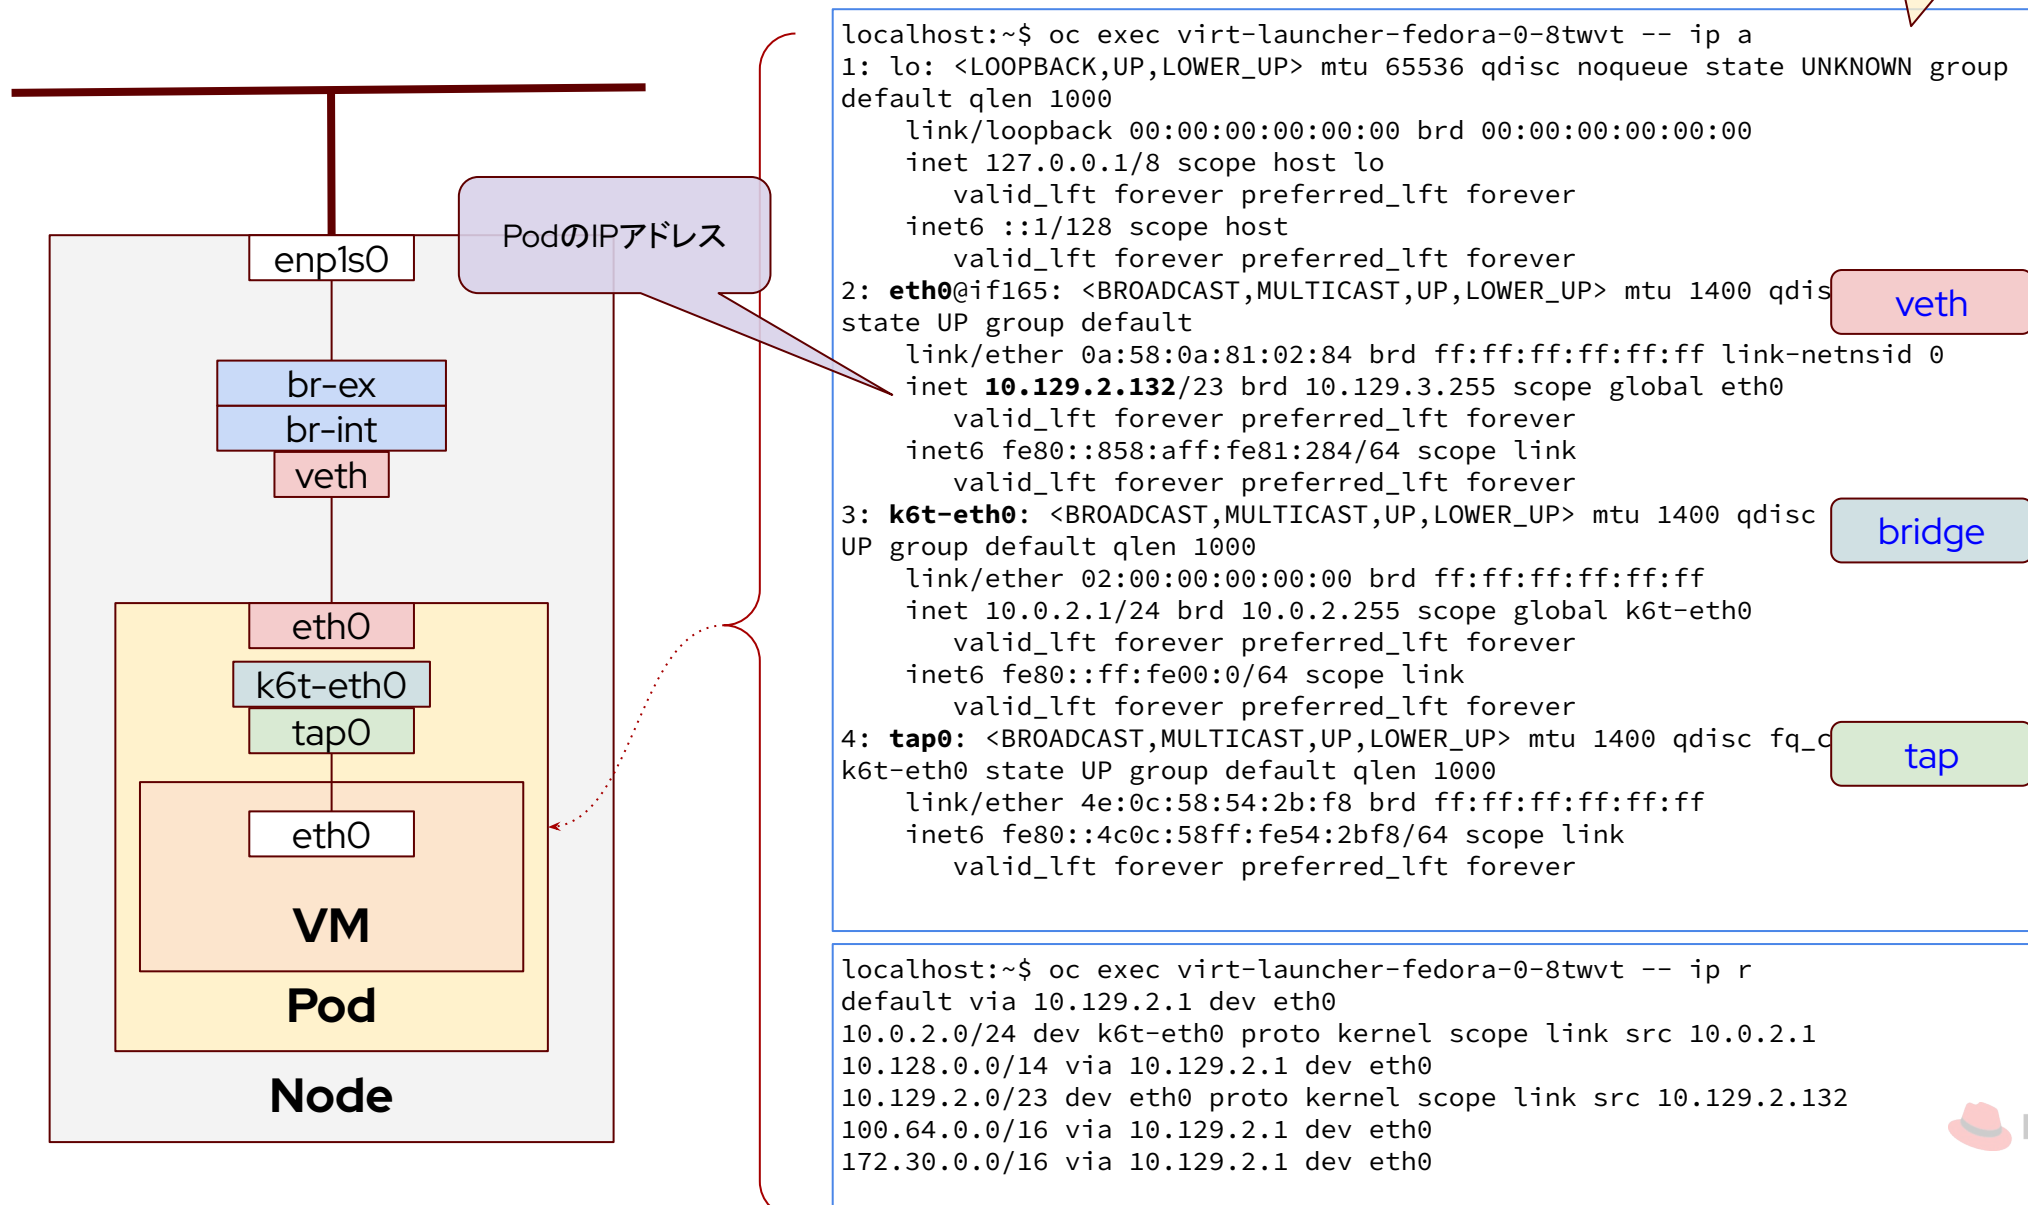 enp1s0
br-ex
br-int
veth
eth0
k6t-eth0
tap0
eth0
VM
Pod
Node
PodのIPアドレス
localhost:~$ oc exec virt-launcher-fedora-0-8twvt -- ip a
1: lo: <LOOPBACK,UP,LOWER_UP> mtu 65536 qdisc noqueue state UNKNOWN group
default qlen 1000
link/loopback 00:00:00:00:00:00 brd 00:00:00:00:00:00
inet 127.0.0.1/8 scope host lo
valid_lft forever preferred_lft forever
inet6 ::1/128 scope host
valid_lft forever preferred_lft forever
2: eth0@if165: <BROADCAST,MULTICAST,UP,LOWER_UP> mtu 1400 qdis
veth
state UP group default
link/ether 0a:58:0a:81:02:84 brd ff:ff:ff:ff:ff:ff link-netnsid 0
inet 10.129.2.132/23 brd 10.129.3.255 scope global eth0
valid_lft forever preferred_lft forever
inet6 fe80::858:aff:fe81:284/64 scope link
valid_lft forever preferred_lft forever
3: k6t-eth0: <BROADCAST,MULTICAST,UP,LOWER_UP> mtu 1400 qdisc
bridge
UP group default qlen 1000
link/ether 02:00:00:00:00:00 brd ff:ff:ff:ff:ff:ff
inet 10.0.2.1/24 brd 10.0.2.255 scope global k6t-eth0
valid_lft forever preferred_lft forever
inet6 fe80::ff:fe00:0/64 scope link
valid_lft forever preferred_lft forever
4: tap0: <BROADCAST,MULTICAST,UP,LOWER_UP> mtu 1400 qdisc fq_c
tap
k6t-eth0 state UP group default qlen 1000
link/ether 4e:0c:58:54:2b:f8 brd ff:ff:ff:ff:ff:ff
inet6 fe80::4c0c:58ff:fe54:2bf8/64 scope link
valid_lft forever preferred_lft forever
localhost:~$ oc exec virt-launcher-fedora-0-8twvt -- ip r
default via 10.129.2.1 dev eth0
10.0.2.0/24 dev k6t-eth0 proto kernel scope link src 10.0.2.1
10.128.0.0/14 via 10.129.2.1 dev eth0
10.129.2.0/23 dev eth0 proto kernel scope link src 10.129.2.132
100.64.0.0/16 via 10.129.2.1 dev eth0
172.30.0.0/16 via 10.129.2.1 dev eth0